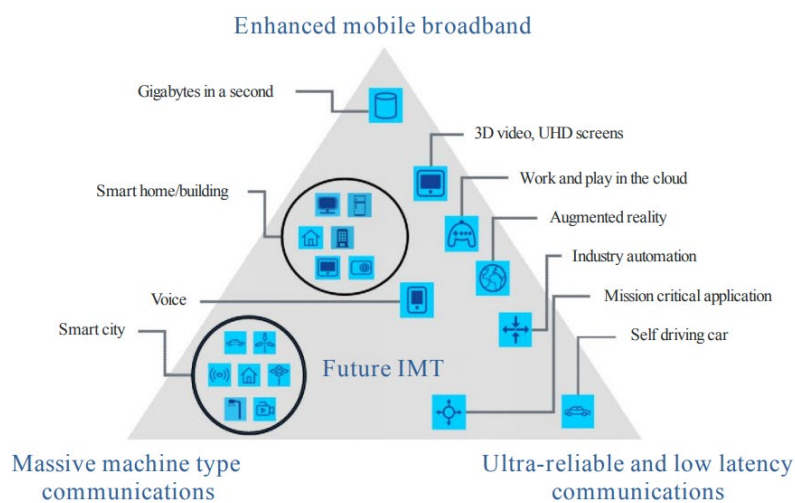 Enhanced mobile broadband
Gigabytes in a second
3D video, UHD screens
Work and play in the cloud
Smart home/building
Augmented reality
Industry automation
Mission critical application
Voice
Smart city
Self driving car
Future IMT
Massive machine type
communications
Ultra-reliable and low latency
communications